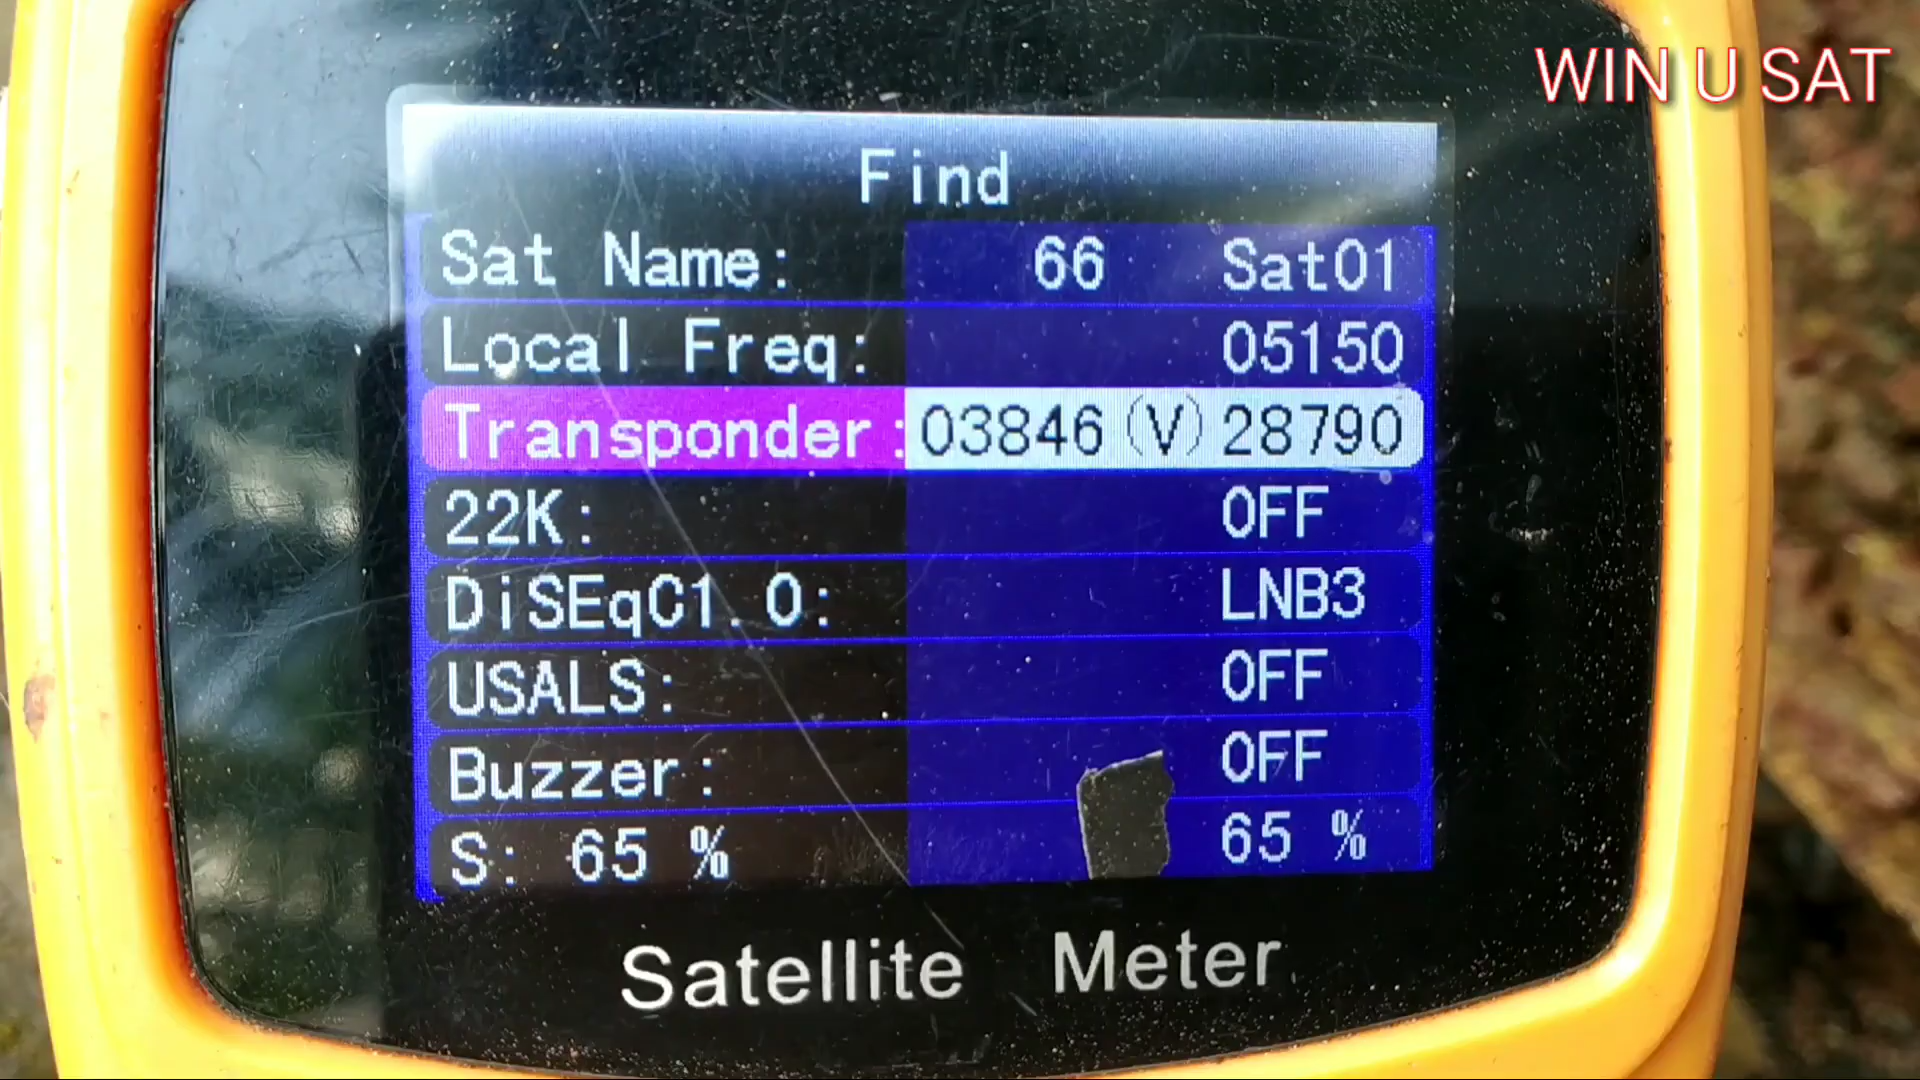 WIN U SAT
Find
Sat Name: 66 Sat01
Local Freq: 05150
Transponder: 03846 (V) 28790
22K: OFF
DiSEqC1.0: LNB3
USALS: OFF
Buzzer: OFF
S: 65 % 65 %
Satellite Meter